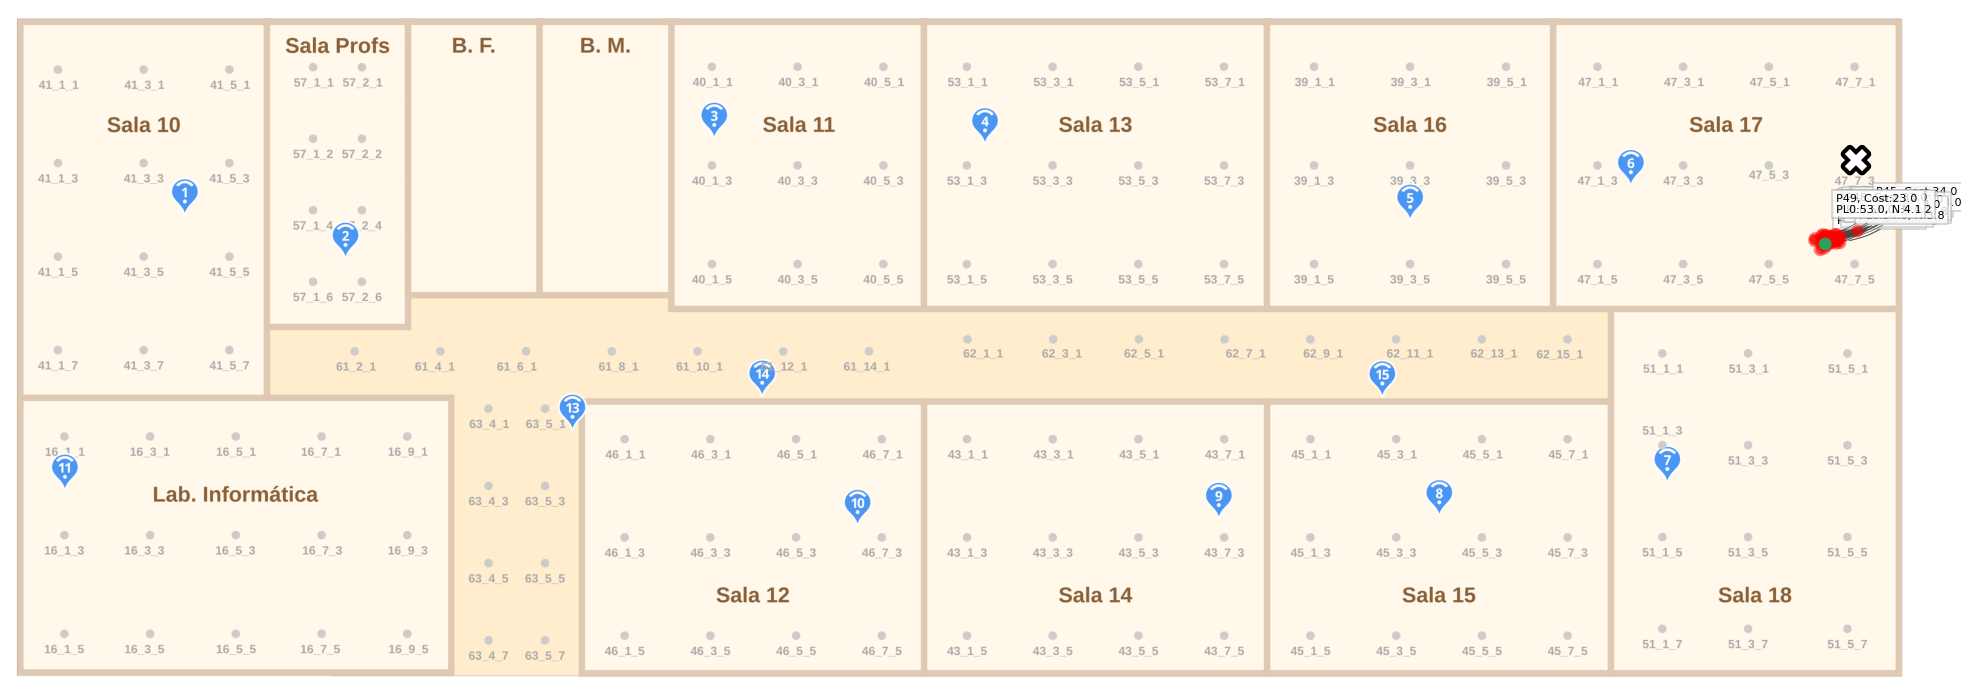 Sala Profs B. F. B. M.
57_1_1 57_2_1 40_1_1 40_3_1 40_5_1 53_1_1 53_3_1 53_5_1 53_7_1 39_1_1 39_3_1 39_5_1 47_1_1 47_3_1 47_5_1 47_7_1
41_1_1 41_3_1 41_5_1
3 4
Sala 10 Sala 11 Sala 13 Sala 16 Sala 17
57_1_2 57_2_2
6
41_1_3 41_3_3 41_5_3 40_1_3 40_3_3 40_5_3 53_1_3 53_3_3 53_5_3 53_7_3 39_1_3 39_3_3 39_5_3 47_1_3 47_3_3 47_5_3 47_7_3
1 5
P49, Cost:23.0
PL0:53.0, N:4.1
57_1_4
2
41_1_5 41_3_5 41_5_5 40_1_5 40_3_5 40_5_5 53_1_5 53_3_5 53_5_5 53_7_5 39_1_5 39_3_5 39_5_5 47_1_5 47_3_5 47_5_5 47_7_5
57_1_6 57_2_6
62_1_1 62_3_1 62_5_1 62_7_1 62_9_1 62_11_1 62_13_1 62_15_1
41_1_7 41_3_7 41_5_7 61_2_1 61_4_1 61_6_1 61_8_1 61_10_1 61_14_1 51_1_1 51_3_1 51_5_1
14 15
13
63_4_1 63_5_1
51_1_3
16_1_1 16_3_1 16_5_1 16_7_1 16_9_1 46_1_1 46_3_1 46_5_1 46_7_1 43_1_1 43_3_1 43_5_1 43_7_1 45_1_1 45_3_1 45_5_1 45_7_1
11 7 51_3_3 51_5_3
Lab. Informática
63_4_3 63_5_3 10 9 8
16_1_3 16_3_3 16_5_3 16_7_3 16_9_3 46_1_3 46_3_3 46_5_3 46_7_3 43_1_3 43_3_3 43_5_3 43_7_3 45_1_3 45_3_3 45_5_3 45_7_3 51_1_5 51_3_5 51_5_5
63_4_5 63_5_5
Sala 12 Sala 14 Sala 15 Sala 18
16_1_5 16_3_5 16_5_5 16_7_5 16_9_5 63_4_7 63_5_7 46_1_5 46_3_5 46_5_5 46_7_5 43_1_5 43_3_5 43_5_5 43_7_5 45_1_5 45_3_5 45_5_5 45_7_5 51_1_7 51_3_7 51_5_7